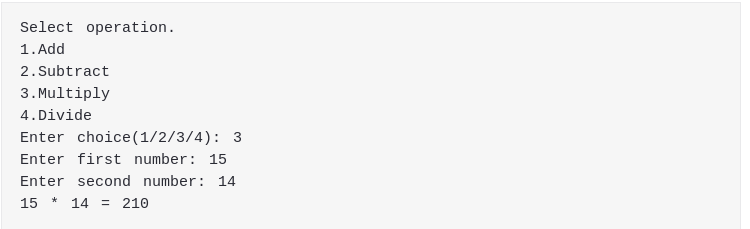 Select operation.
1.Add
2.Subtract
3.Multiply
4.Divide
Enter choice(1/2/3/4): 3
Enter first number: 15
Enter second number: 14
15 * 14 = 210